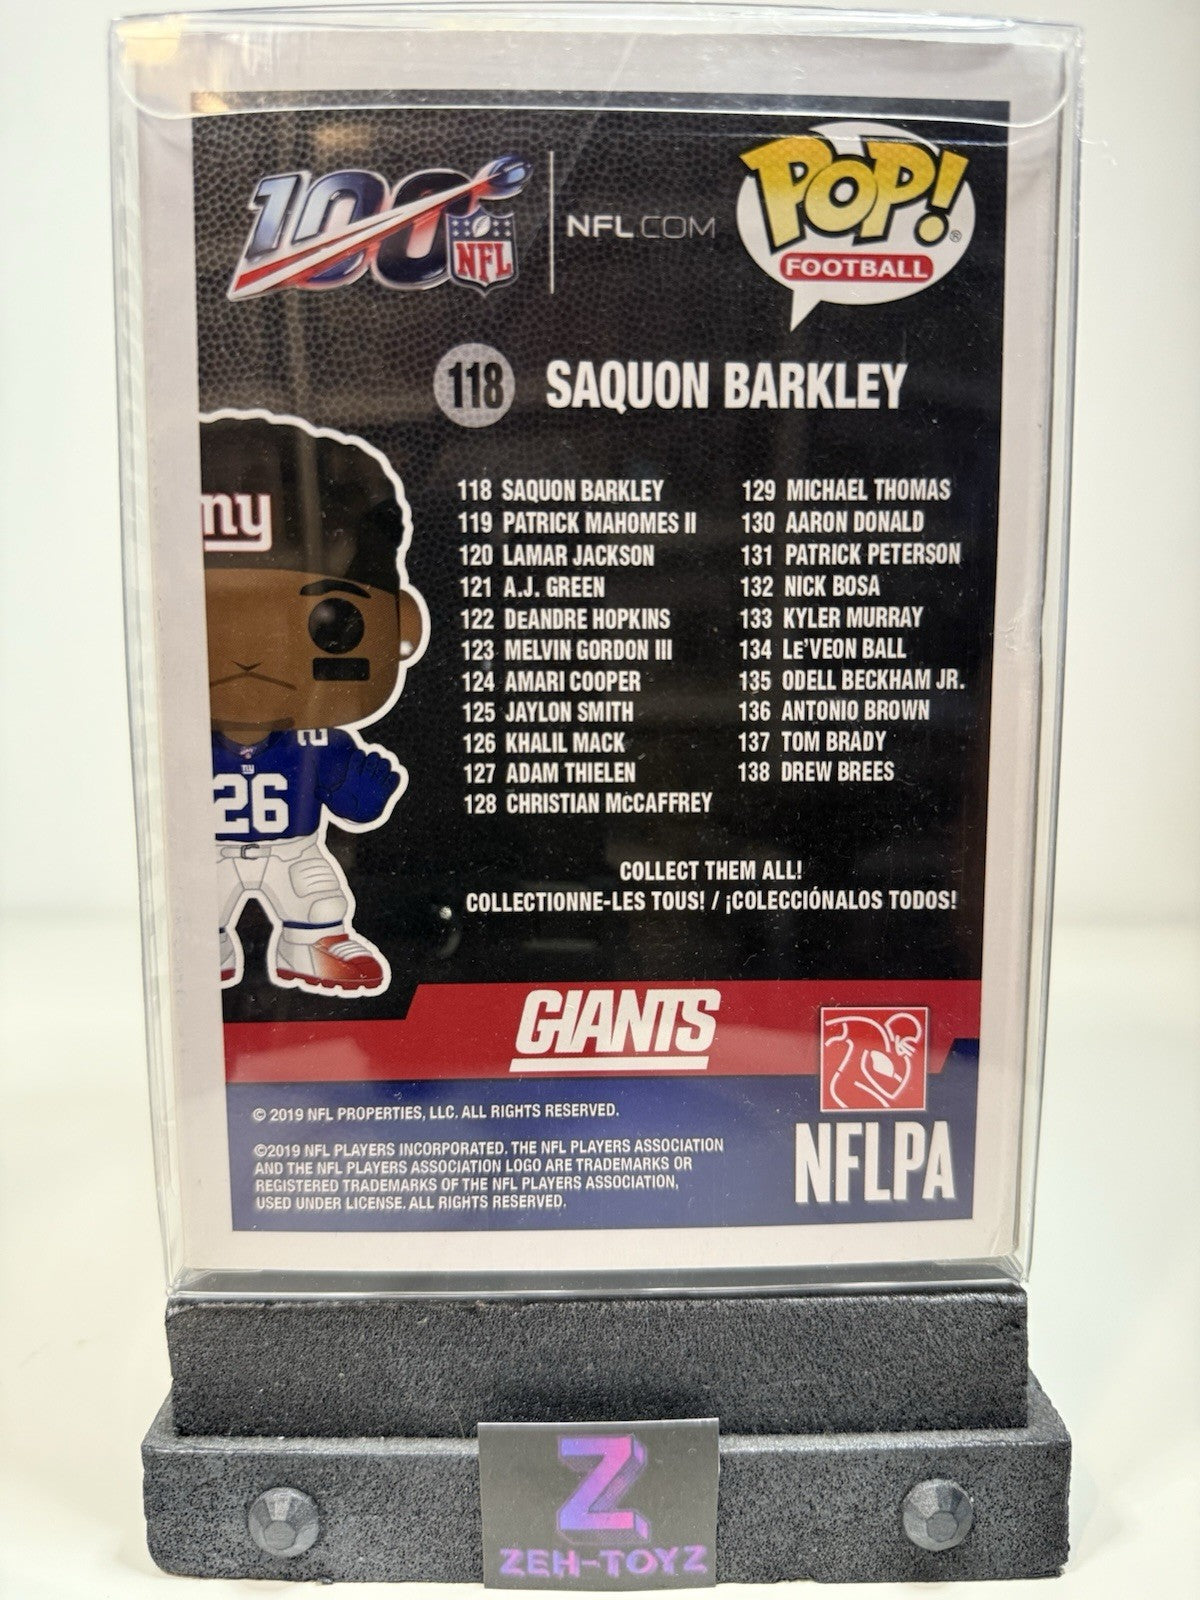 100
NFL
NFL.COM
POP!®
FOOTBALL
118 SAQUON BARKLEY
118 SAQUON BARKLEY
119 PATRICK MAHOMES II
120 LAMAR JACKSON
121 A.J. GREEN
122 DEANDRE HOPKINS
123 MELVIN GORDON III
124 AMARI COOPER
125 JAYLON SMITH
126 KHALIL MACK
127 ADAM THIELEN
128 CHRISTIAN McCAFFREY
129 MICHAEL THOMAS
130 AARON DONALD
131 PATRICK PETERSON
132 NICK BOSA
133 KYLER MURRAY
134 LE'VEON BALL
135 ODELL BECKHAM JR.
136 ANTONIO BROWN
137 TOM BRADY
138 DREW BREES
ny
2
26
COLLECT THEM ALL!
COLLECTIONNE-LES TOUS! / ¡COLECCIÓNALOS TODOS!
GIANTS
© 2019 NFL PROPERTIES, LLC. ALL RIGHTS RESERVED.
©2019 NFL PLAYERS INCORPORATED. THE NFL PLAYERS ASSOCIATION
AND THE NFL PLAYERS ASSOCIATION LOGO ARE TRADEMARKS OR
REGISTERED TRADEMARKS OF THE NFL PLAYERS ASSOCIATION,
USED UNDER LICENSE. ALL RIGHTS RESERVED.
NFLPA
Z
ZEH-TOYZ